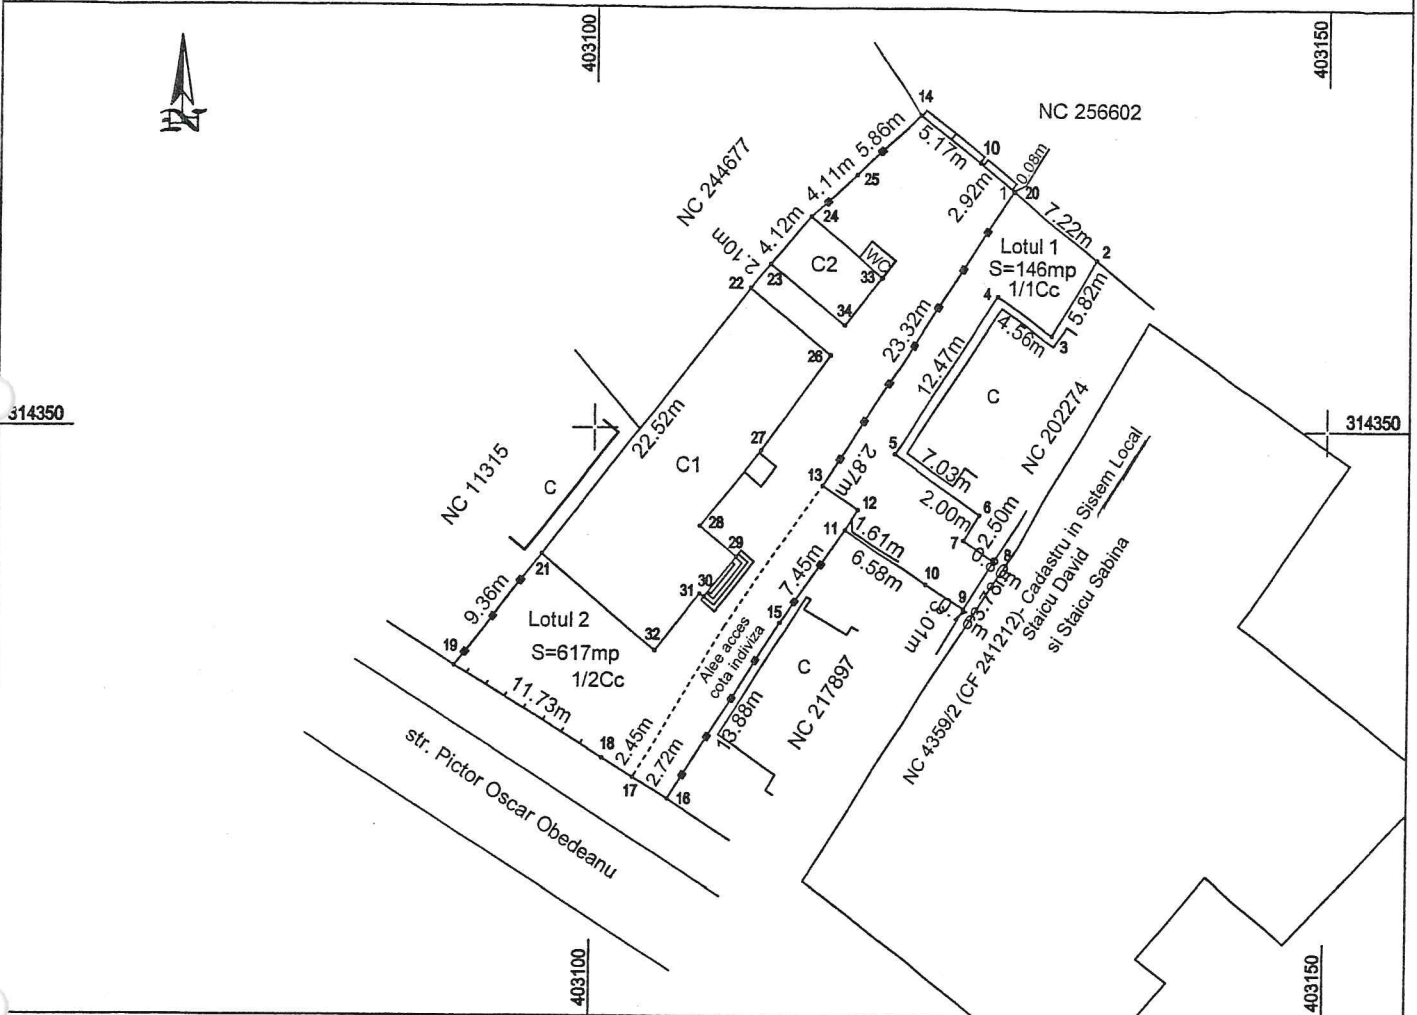 403100
403150
N
14
NC 256602
5.86m
5.17m
10
0.08m
25
4.11m
2.92m
1
20
NC 244677
7.22m
24
4.12m
2
2.10m
Lotul 1
S=146mp
1/1Cc
C2
WC
23
33
22
5.82m
4
34
4.56m
3
23.32m
26
12.47m
C
314350
314350
22.52m
NC 202274
27
5
C1
7.03m
13
2.87m
NC 11315
C
2.00m
12
6
28
11
1.61m
2.50m
7
29
8
21
6.58m
7.45m
30
31
10
9
9.36m
15
3.01m
Lotul 2
S=617mp
1/2Cc
32
Alee acces
cota indiviza
C
NC 4359/2 (CF 241212)- Cadastru in Sistem Local
Staicu David
si Staicu Sabina
19
11.73m
NC 217897
13.88m
18
2.45m
2.72m
17
16
str. Pictor Oscar Obedeanu
403100
403150